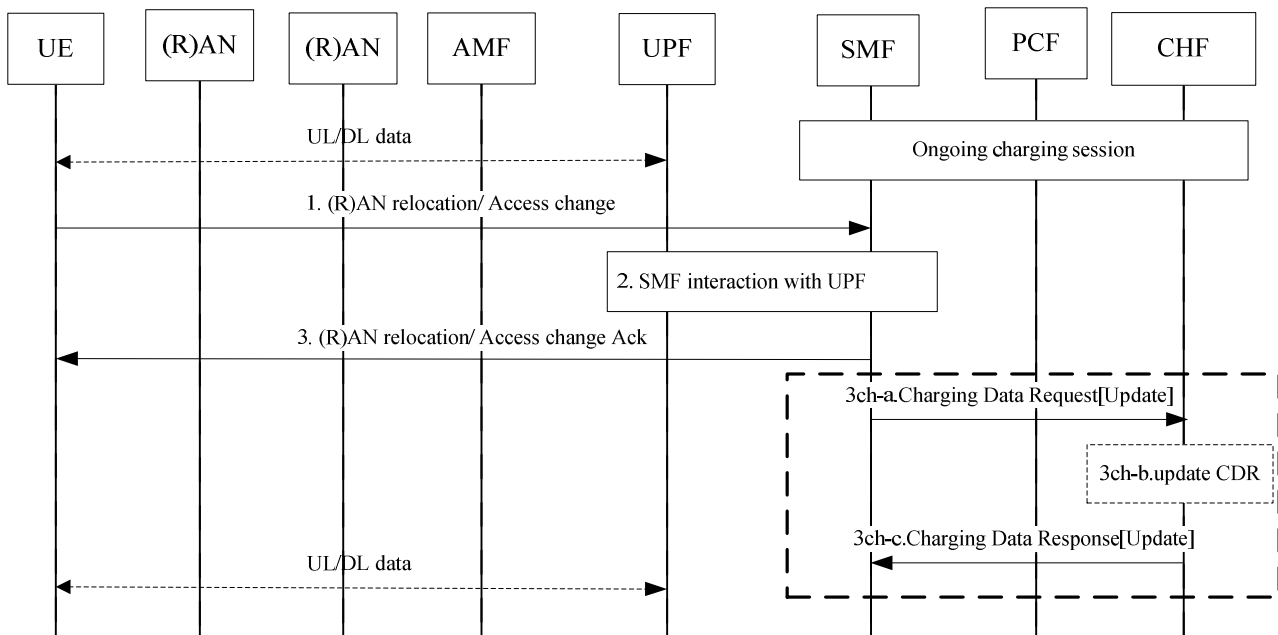 UE
(R)AN
(R)AN
AMF
UPF
SMF
PCF
CHF
UL/DL data
Ongoing charging session
1. (R)AN relocation/ Access change
2. SMF interaction with UPF
3. (R)AN relocation/ Access change Ack
3ch-a.Charging Data Request[Update]
3ch-b.update CDR
3ch-c.Charging Data Response[Update]
UL/DL data